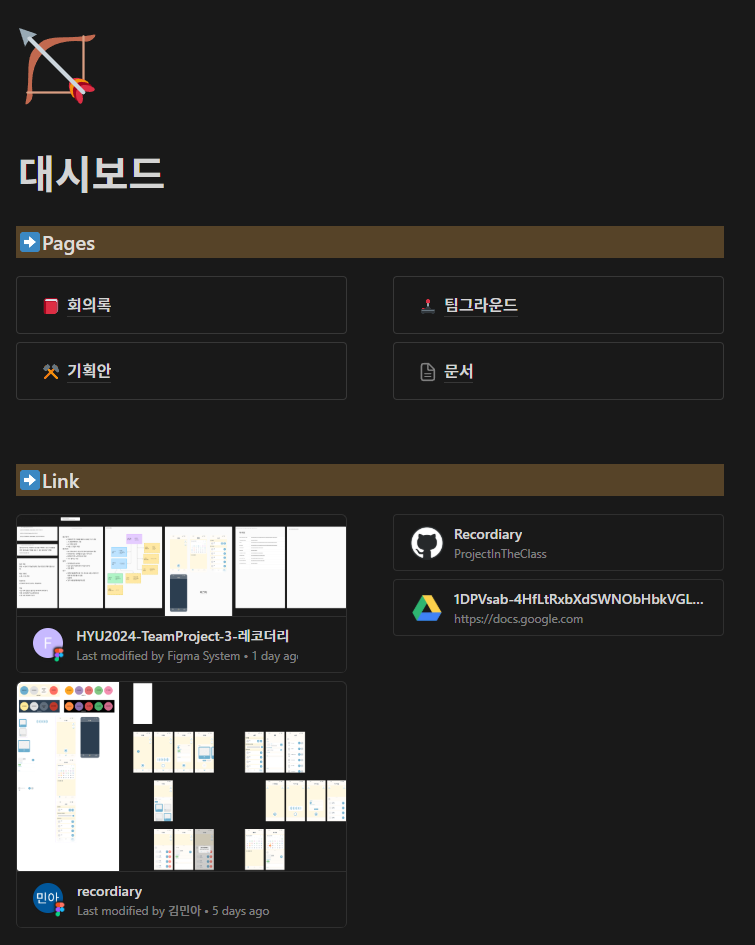 대시보드
Pages
회의록
팀그라운드
기획안
문서
Link
HYU2024-TeamProject-3-레코더리
Last modified by Figma System • 1 day ago
F
Recordiary
ProjectInTheClass
1DPVsab-4HfLtRxbXdSWNObHbkVGL...
https://docs.google.com
민아
recordiary
Last modified by 김민아 • 5 days ago